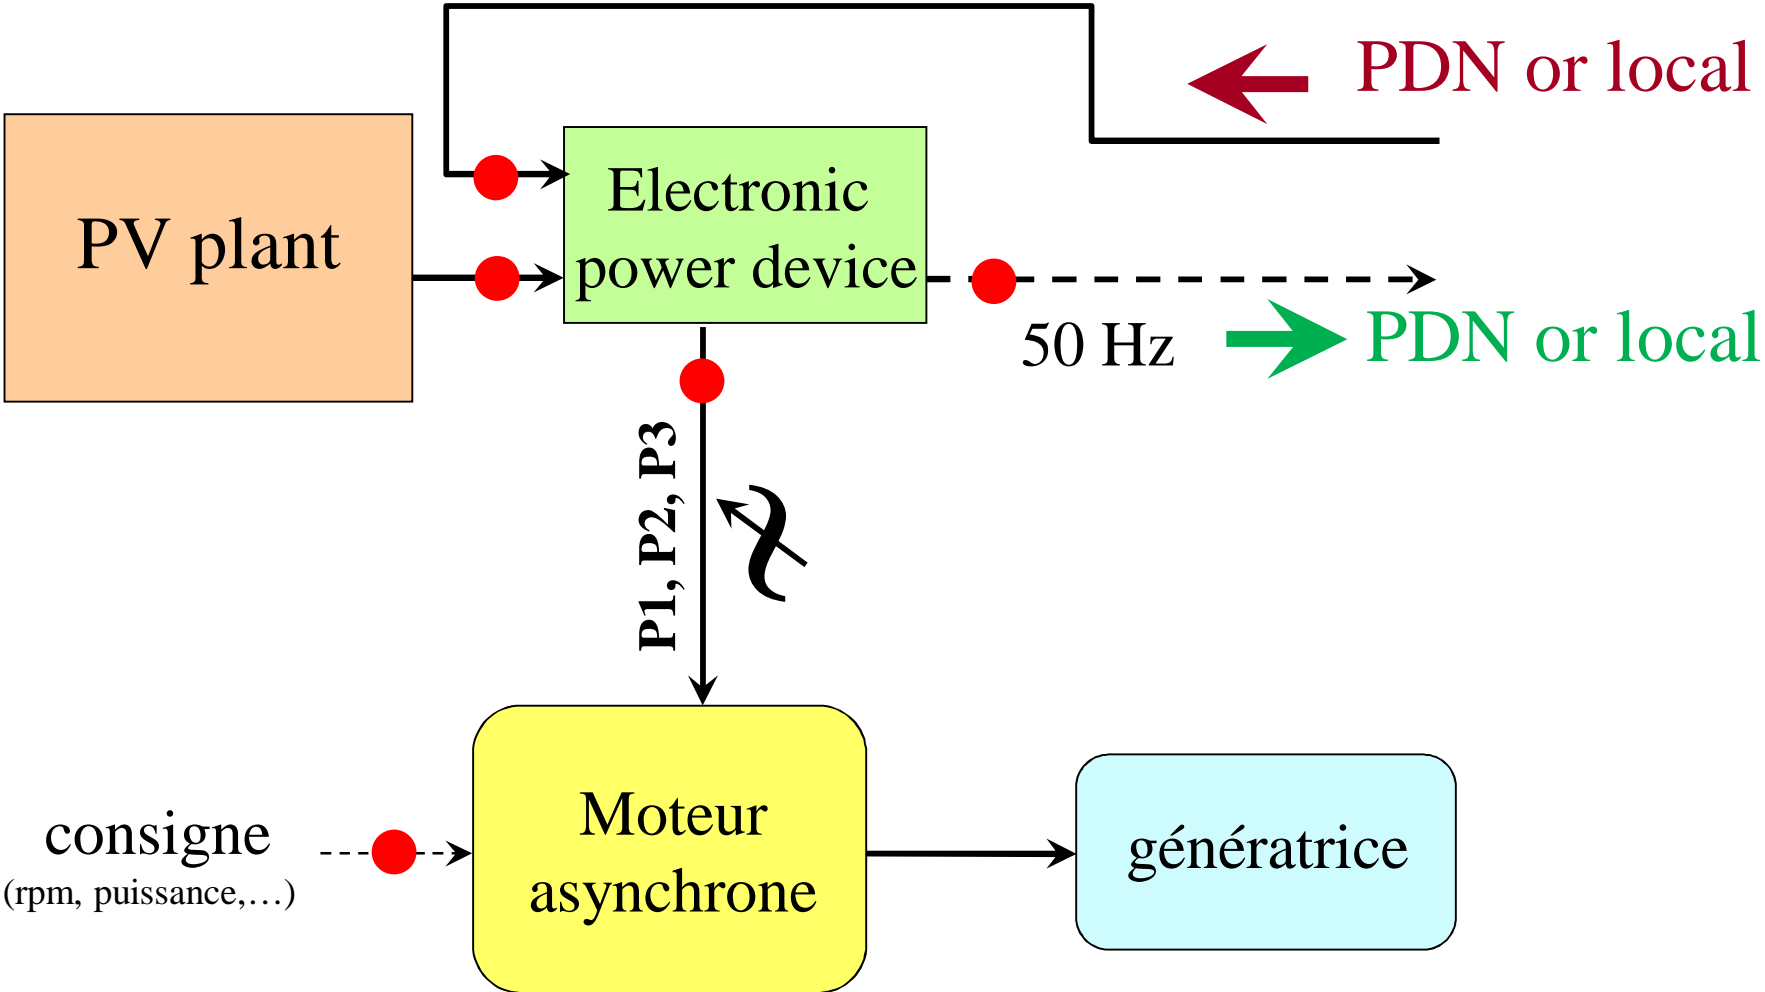 PDN or local
PV plant
Electronic
power device
50 Hz
PDN or local
P1, P2, P3
consigne
(rpm, puissance,…)
Moteur
asynchrone
génératrice